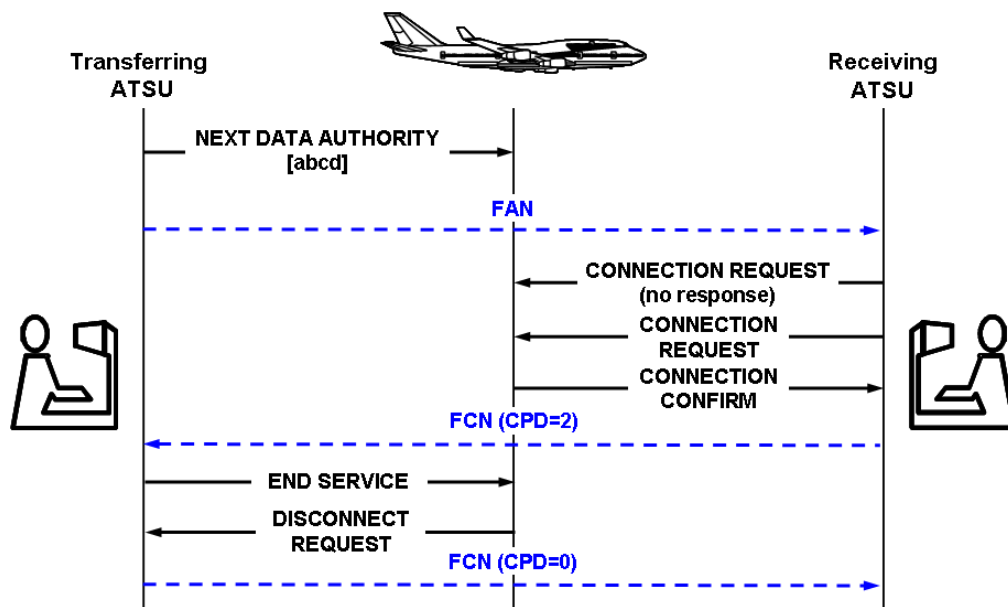 Transferring
ATSU
Receiving
ATSU
NEXT DATA AUTHORITY
[abcd]
FAN
CONNECTION REQUEST
(no response)
CONNECTION
REQUEST
CONNECTION
CONFIRM
FCN (CPD=2)
END SERVICE
DISCONNECT
REQUEST
FCN (CPD=0)